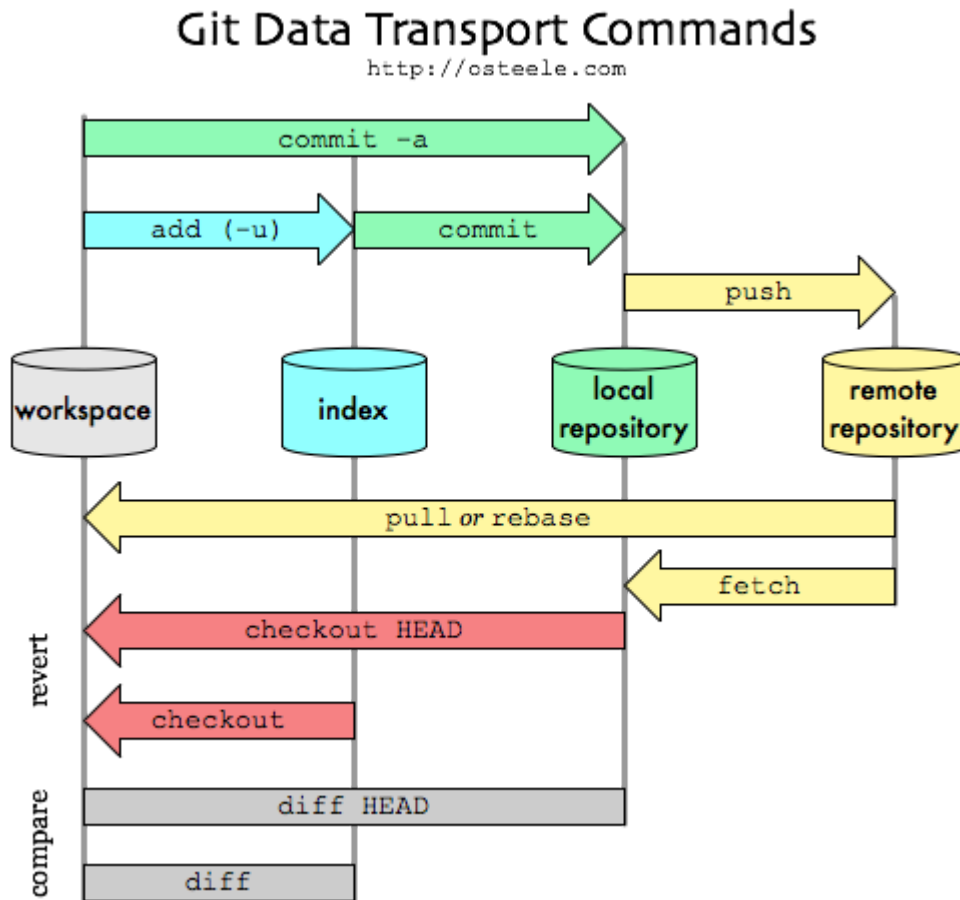 Git Data Transport Commands
http://osteele.com
commit -a
add (-u)
commit
push
workspace
index
local
repository
remote
repository
pull or rebase
fetch
revert
checkout HEAD
checkout
compare
diff HEAD
diff